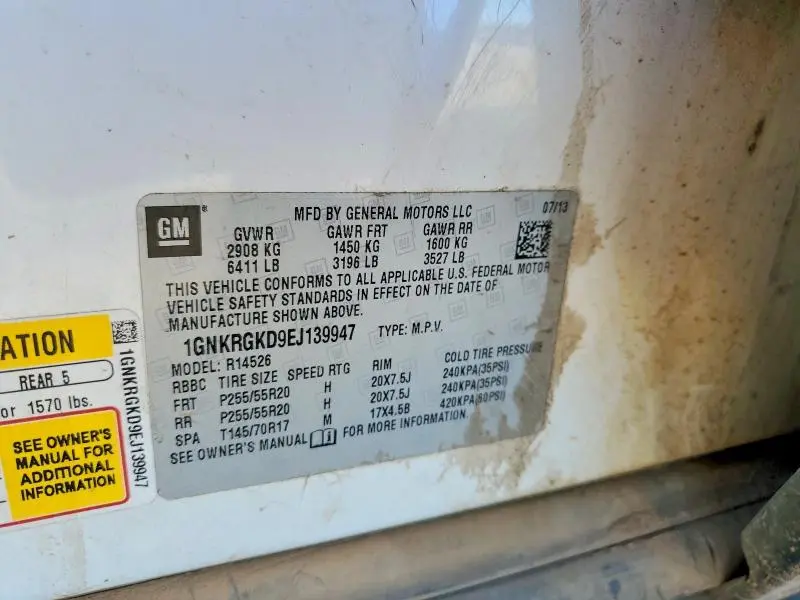 GM
MFD BY GENERAL MOTORS LLC 07/13
GVWR GAWR FRT GAWR RR
2908 KG 1450 KG 1600 KG
6411 LB 3196 LB 3527 LB
THIS VEHICLE CONFORMS TO ALL APPLICABLE U.S. FEDERAL MOTOR
VEHICLE SAFETY STANDARDS IN EFFECT ON THE DATE OF
MANUFACTURE SHOWN ABOVE.
1GNKRGKD9EJ139947 TYPE: M.P.V.
MODEL: R14526
RBBC TIRE SIZE SPEED RTG RIM COLD TIRE PRESSURE
FRT P255/55R20 H 20X7.5J 240KPA(35PSI)
RR P255/55R20 H 20X7.5J 240KPA(35PSI)
SPA T145/70R17 M 17X4.5B 420KPA(60PSI)
SEE OWNER'S MANUAL FOR MORE INFORMATION
ATION
REAR 5
or 1570 lbs.
SEE OWNER'S
MANUAL FOR
ADDITIONAL
INFORMATION
1GNKRGKD9EJ139947